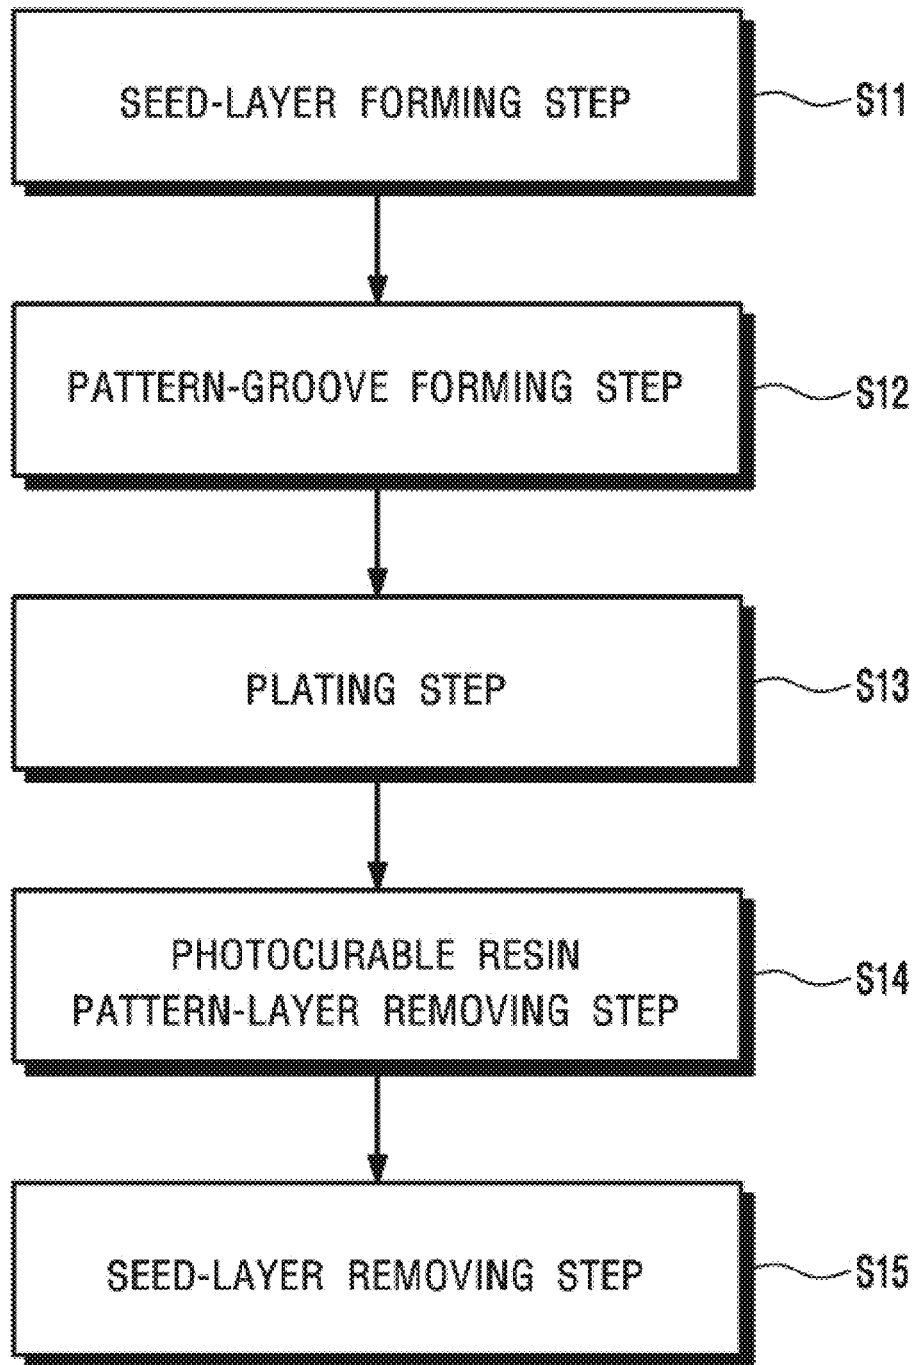 SEED-LAYER FORMING STEP
S11
PATTERN-GROOVE FORMING STEP
S12
PLATING STEP
S13
PHOTOCURABLE RESIN
PATTERN-LAYER REMOVING STEP
S14
SEED-LAYER REMOVING STEP
S15